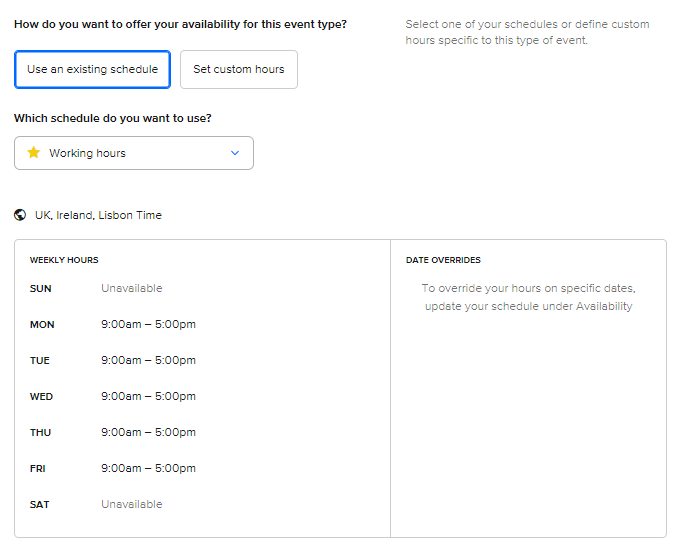 How do you want to offer your availability for this event type?
Select one of your schedules or define custom
hours specific to this type of event.
Use an existing schedule
Set custom hours
Which schedule do you want to use?
Working hours
UK, Ireland, Lisbon Time
WEEKLY HOURS
SUN Unavailable
MON 9:00am – 5:00pm
TUE 9:00am – 5:00pm
WED 9:00am – 5:00pm
THU 9:00am – 5:00pm
FRI 9:00am – 5:00pm
SAT Unavailable
DATE OVERRIDES
To override your hours on specific dates,
update your schedule under Availability